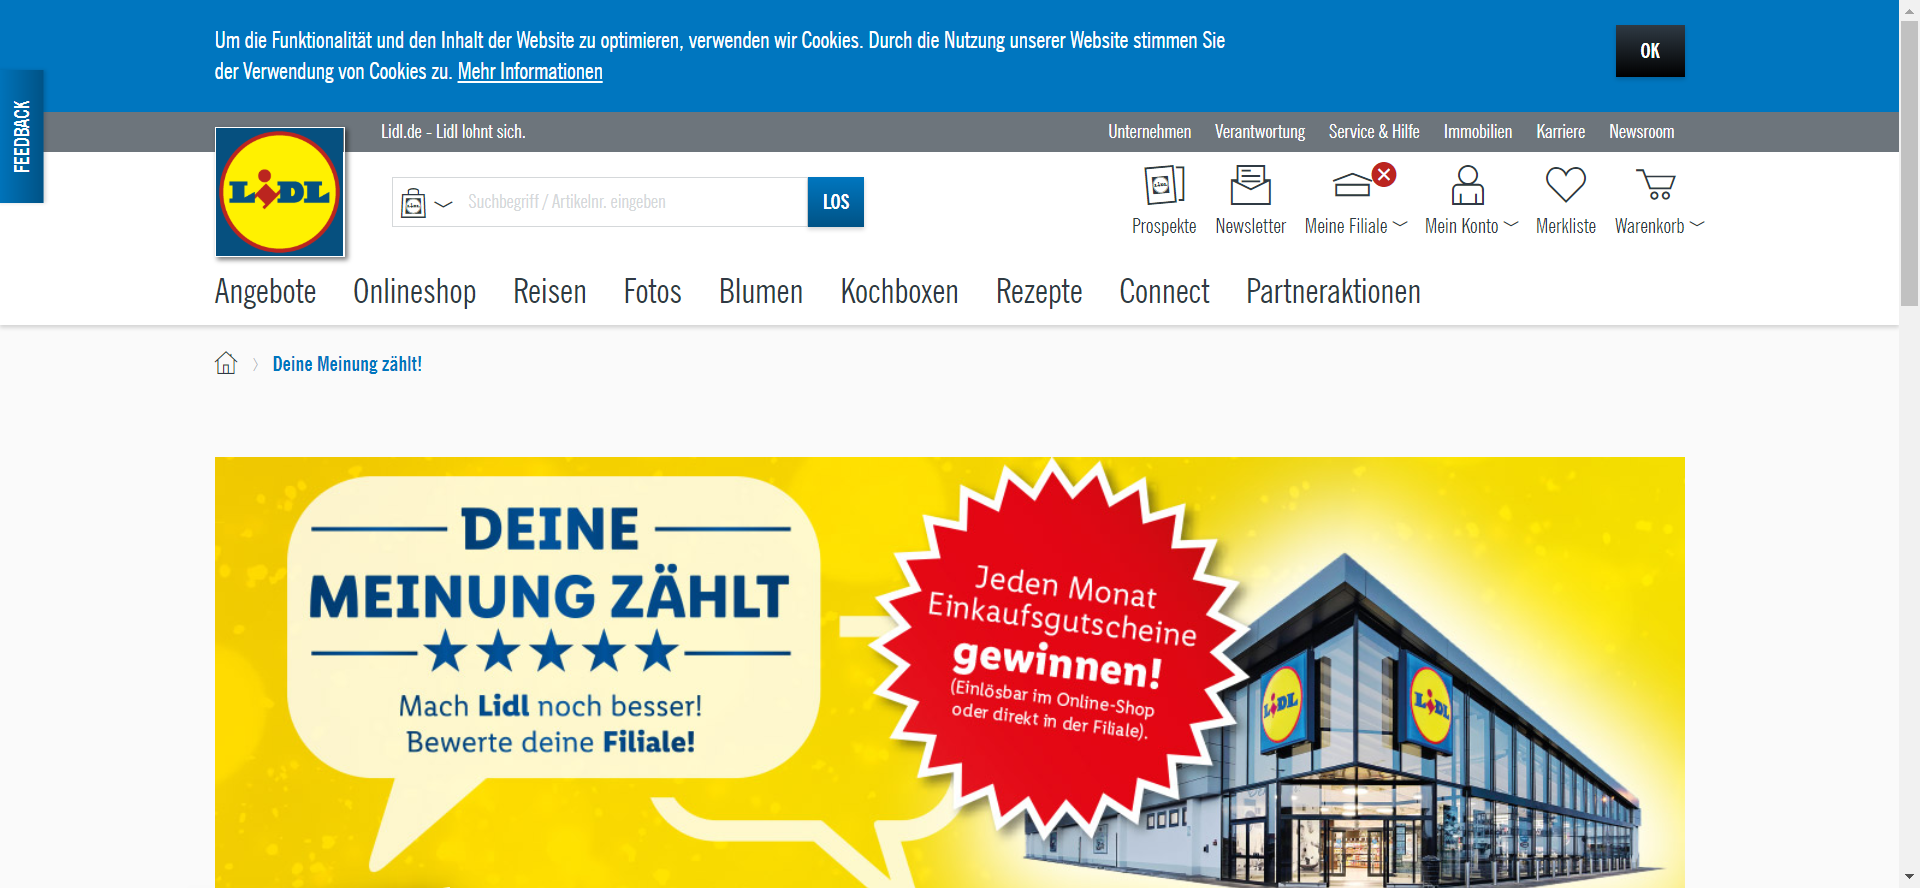 Um die Funktionalität und den Inhalt der Website zu optimieren, verwenden wir Cookies. Durch die Nutzung unserer Website stimmen Sie
der Verwendung von Cookies zu. Mehr Informationen
OK
FEEDBACK
Lidl.de - Lidl lohnt sich.
Unternehmen Verantwortung Service & Hilfe Immobilien Karriere Newsroom
LIDL
Suchbegriff / Artikelnr. eingeben
LOS
Prospekte Newsletter Meine Filiale Mein Konto Merkliste Warenkorb
Angebote Onlineshop Reisen Fotos Blumen Kochboxen Rezepte Connect Partneraktionen
Deine Meinung zählt!
DEINE
MEINUNG ZÄHLT
Mach Lidl noch besser!
Bewerte deine Filiale!
Jeden Monat
Einkaufsgutscheine
gewinnen!
(Einlösbar im Online-Shop
oder direkt in der Filiale).
LIDL
LIDL